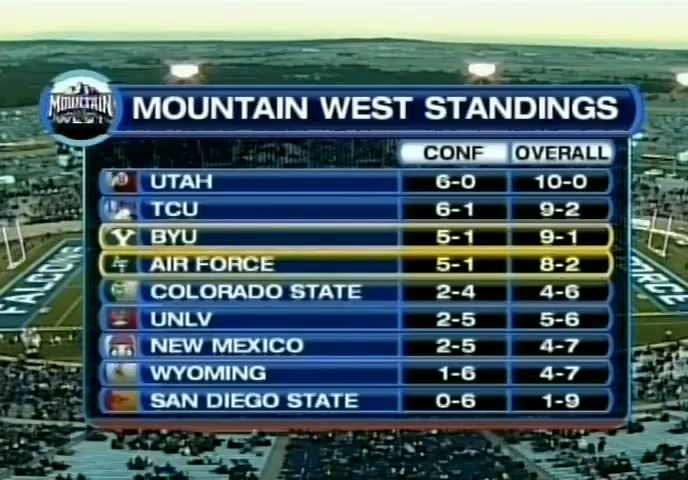 MOUNTAIN WEST
MOUNTAIN WEST STANDINGS
CONF OVERALL
UTAH 6-0 10-0
TCU 6-1 9-2
BYU 5-1 9-1
AIR FORCE 5-1 8-2
COLORADO STATE 2-4 4-6
UNLV 2-5 5-6
NEW MEXICO 2-5 4-7
WYOMING 1-6 4-7
SAN DIEGO STATE 0-6 1-9